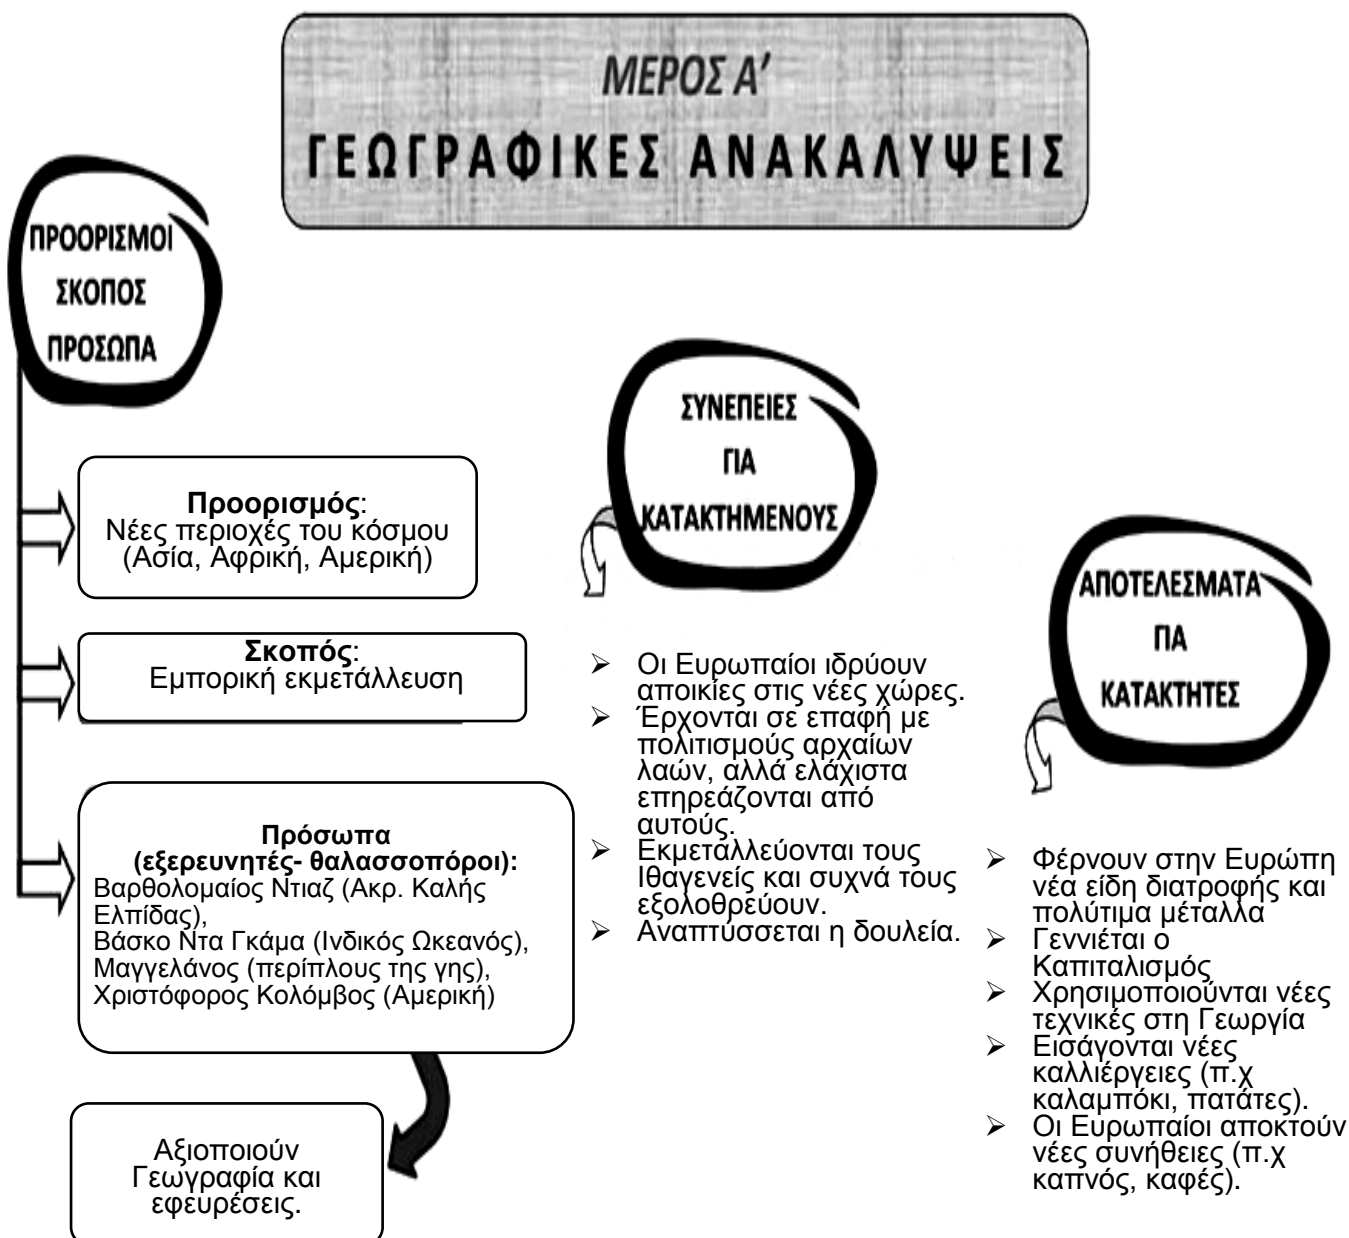 ΜΕΡΟΣ Α'
ΓΕΩΓΡΑΦΙΚΕΣ ΑΝΑΚΑΛΥΨΕΙΣ
ΠΡΟΟΡΙΣΜΟΙ
ΣΚΟΠΟΣ
ΠΡΟΣΩΠΑ
Προορισμός:
Νέες περιοχές του κόσμου
(Ασία, Αφρική, Αμερική)
Σκοπός:
Εμπορική εκμετάλλευση
Πρόσωπα
(εξερευνητές- θαλασσοπόροι):
Βαρθολομαίος Ντιαζ (Ακρ. Καλής
Ελπίδας),
Βάσκο Ντα Γκάμα (Ινδικός Ωκεανός),
Μαγγελάνος (περίπλους της γης),
Χριστόφορος Κολόμβος (Αμερική)
Αξιοποιούν
Γεωγραφία και
εφευρέσεις.
ΣΥΝΕΠΕΙΕΣ
ΓΙΑ
ΚΑΤΑΚΤΗΜΕΝΟΥΣ
➢ Οι Ευρωπαίοι ιδρύουν
αποικίες στις νέες χώρες.
➢ Έρχονται σε επαφή με
πολιτισμούς αρχαίων
λαών, αλλά ελάχιστα
επηρεάζονται από
αυτούς.
➢ Εκμεταλλεύονται τους
Ιθαγενείς και συχνά τους
εξολοθρεύουν.
➢ Αναπτύσσεται η δουλεία.
ΑΠΟΤΕΛΕΣΜΑΤΑ
ΓΙΑ
ΚΑΤΑΚΤΗΤΕΣ
➢ Φέρνουν στην Ευρώπη
νέα είδη διατροφής και
πολύτιμα μέταλλα
➢ Γεννιέται ο
Καπιταλισμός
➢ Χρησιμοποιούνται νέες
τεχνικές στη Γεωργία
➢ Εισάγονται νέες
καλλιέργειες (π.χ
καλαμπόκι, πατάτες).
➢ Οι Ευρωπαίοι αποκτούν
νέες συνήθειες (π.χ
καπνός, καφές).